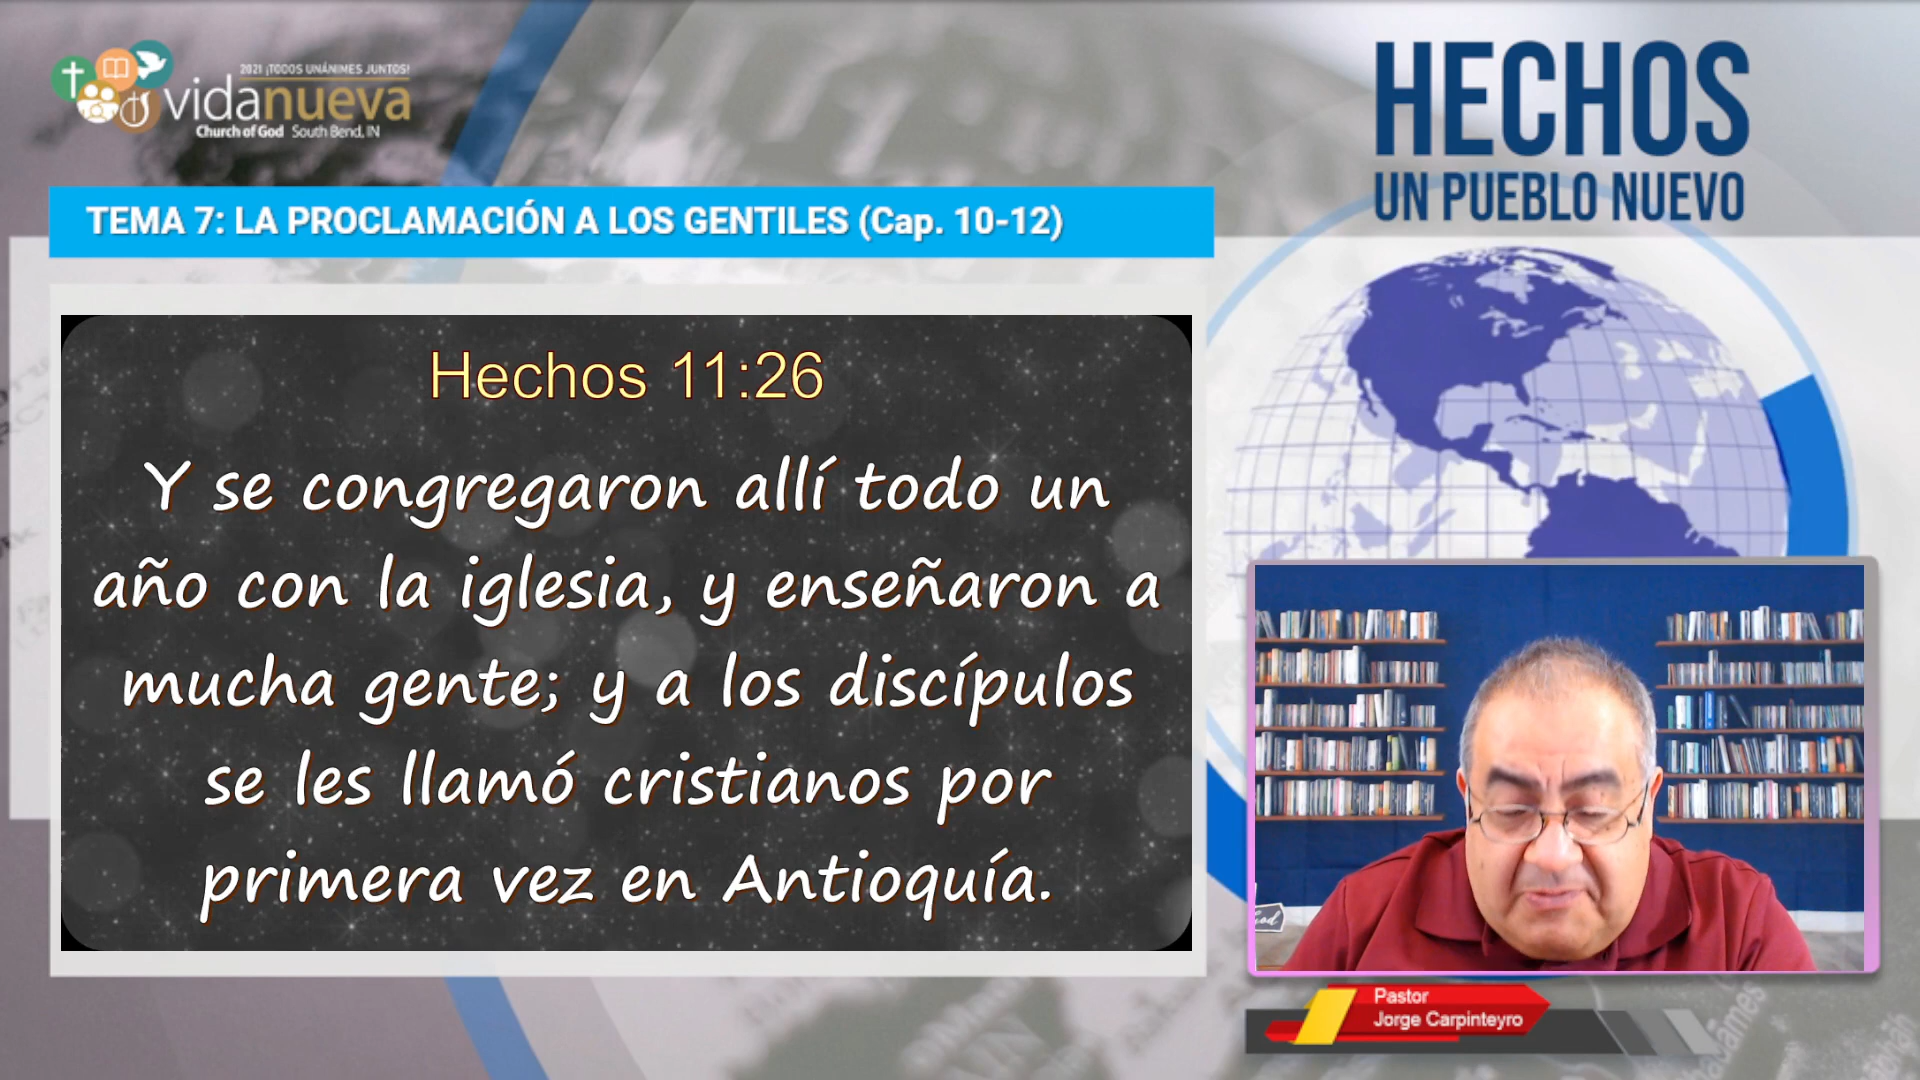 2021 ¡TODOS UNÁNIMES JUNTOS!
vidanueva
Church of God South Bend, IN
HECHOS
UN PUEBLO NUEVO
TEMA 7: LA PROCLAMACIÓN A LOS GENTILES (Cap. 10-12)
Hechos 11:26
Y se congregaron allí todo un
año con la iglesia, y enseñaron a
mucha gente; y a los discípulos
se les llamó cristianos por
primera vez en Antioquía.
Pastor
Jorge Carpinteyro